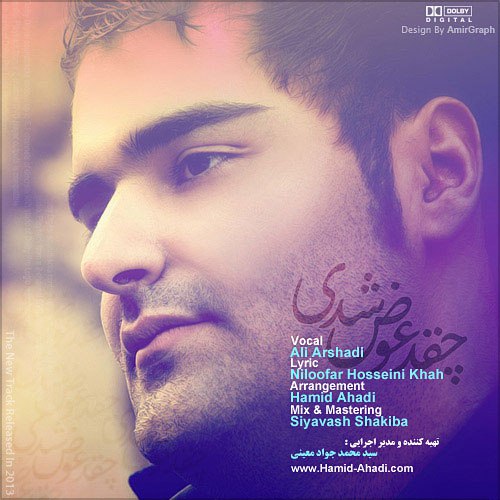 DOLBY
DIGITAL
Design By AmirGraph
چقدر عوض شدی
Vocal
Ali Arshadi
Lyric
Niloofar Hosseini Khah
Arrangement
Hamid Ahadi
Mix & Mastering
Siyavash Shakiba
تهیه کننده و مدیر اجرایی :
سید محمد جواد معینی
www.Hamid-Ahadi.com
The New Track Released In 2013